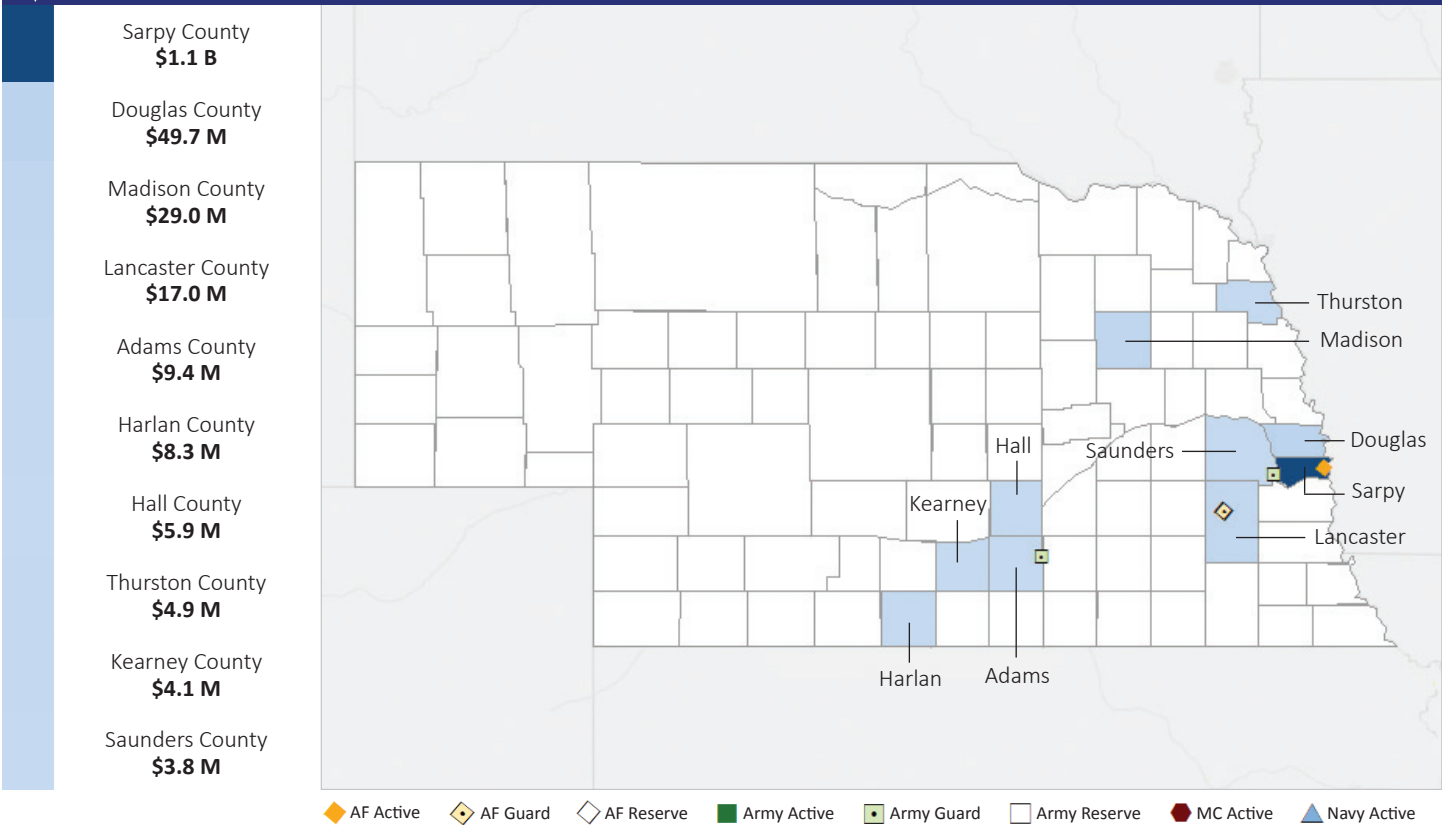 Sarpy County
$1.1 B
Douglas County
$49.7 M
Madison County
$29.0 M
Lancaster County
$17.0 M
Adams County
$9.4 M
Harlan County
$8.3 M
Hall County
$5.9 M
Thurston County
$4.9 M
Kearney County
$4.1 M
Saunders County
$3.8 M
Thurston
Madison
Douglas
Hall
Saunders
Sarpy
Kearney
Lancaster
Harlan
Adams
AF Active
AF Guard
AF Reserve
Army Active
Army Guard
Army Reserve
MC Active
Navy Active